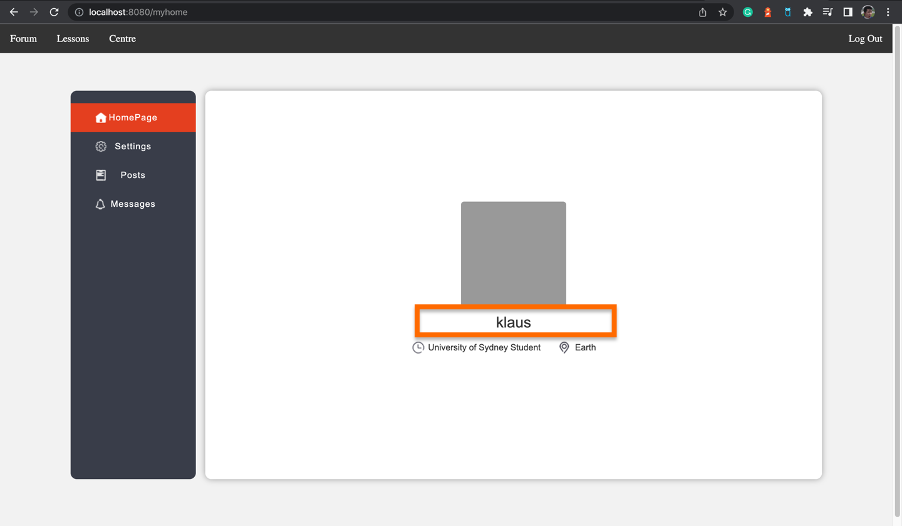 localhost:8080/myhome
Forum Lessons Centre Log Out
HomePage
Settings
Posts
Messages
klaus
University of Sydney Student Earth